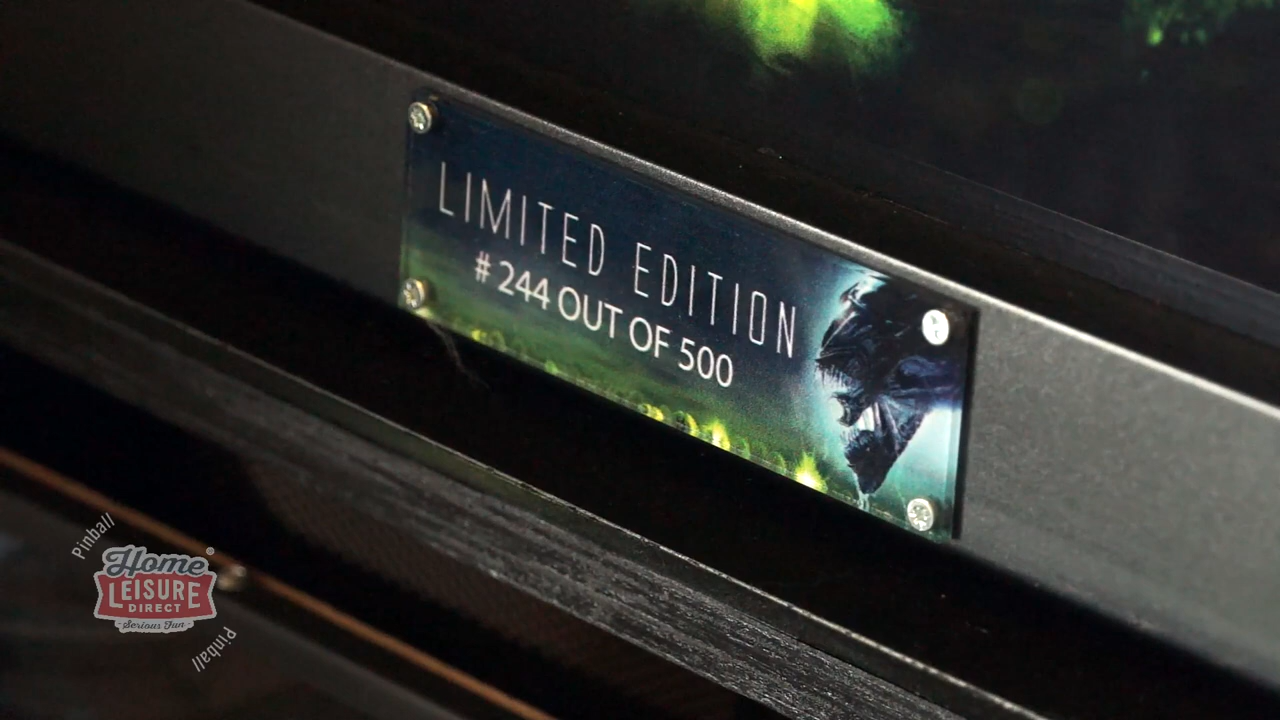 LIMITED EDITION
# 244 OUT OF 500
Pinball
Home
LEISURE
DIRECT
- Serious Fun -
Pinball